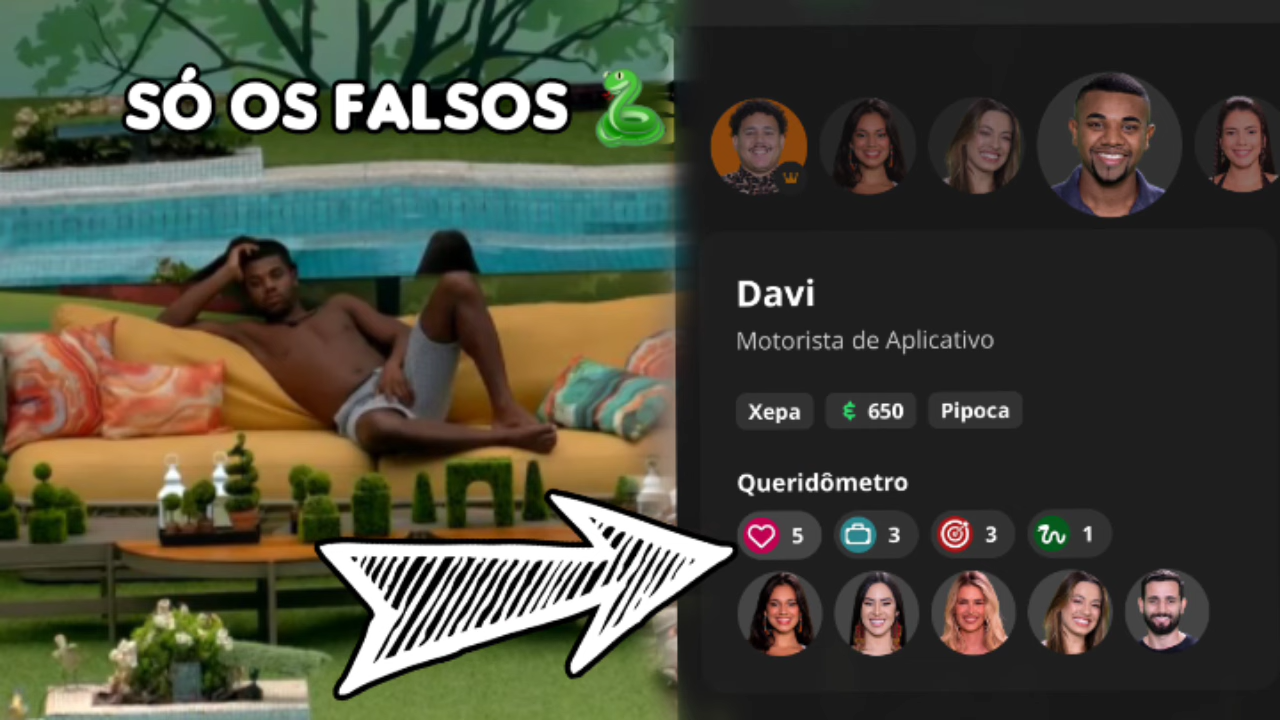 SÓ OS FALSOS
Davi
Motorista de Aplicativo
Xepa 650 Pipoca
Queridômetro
5 3 3 1